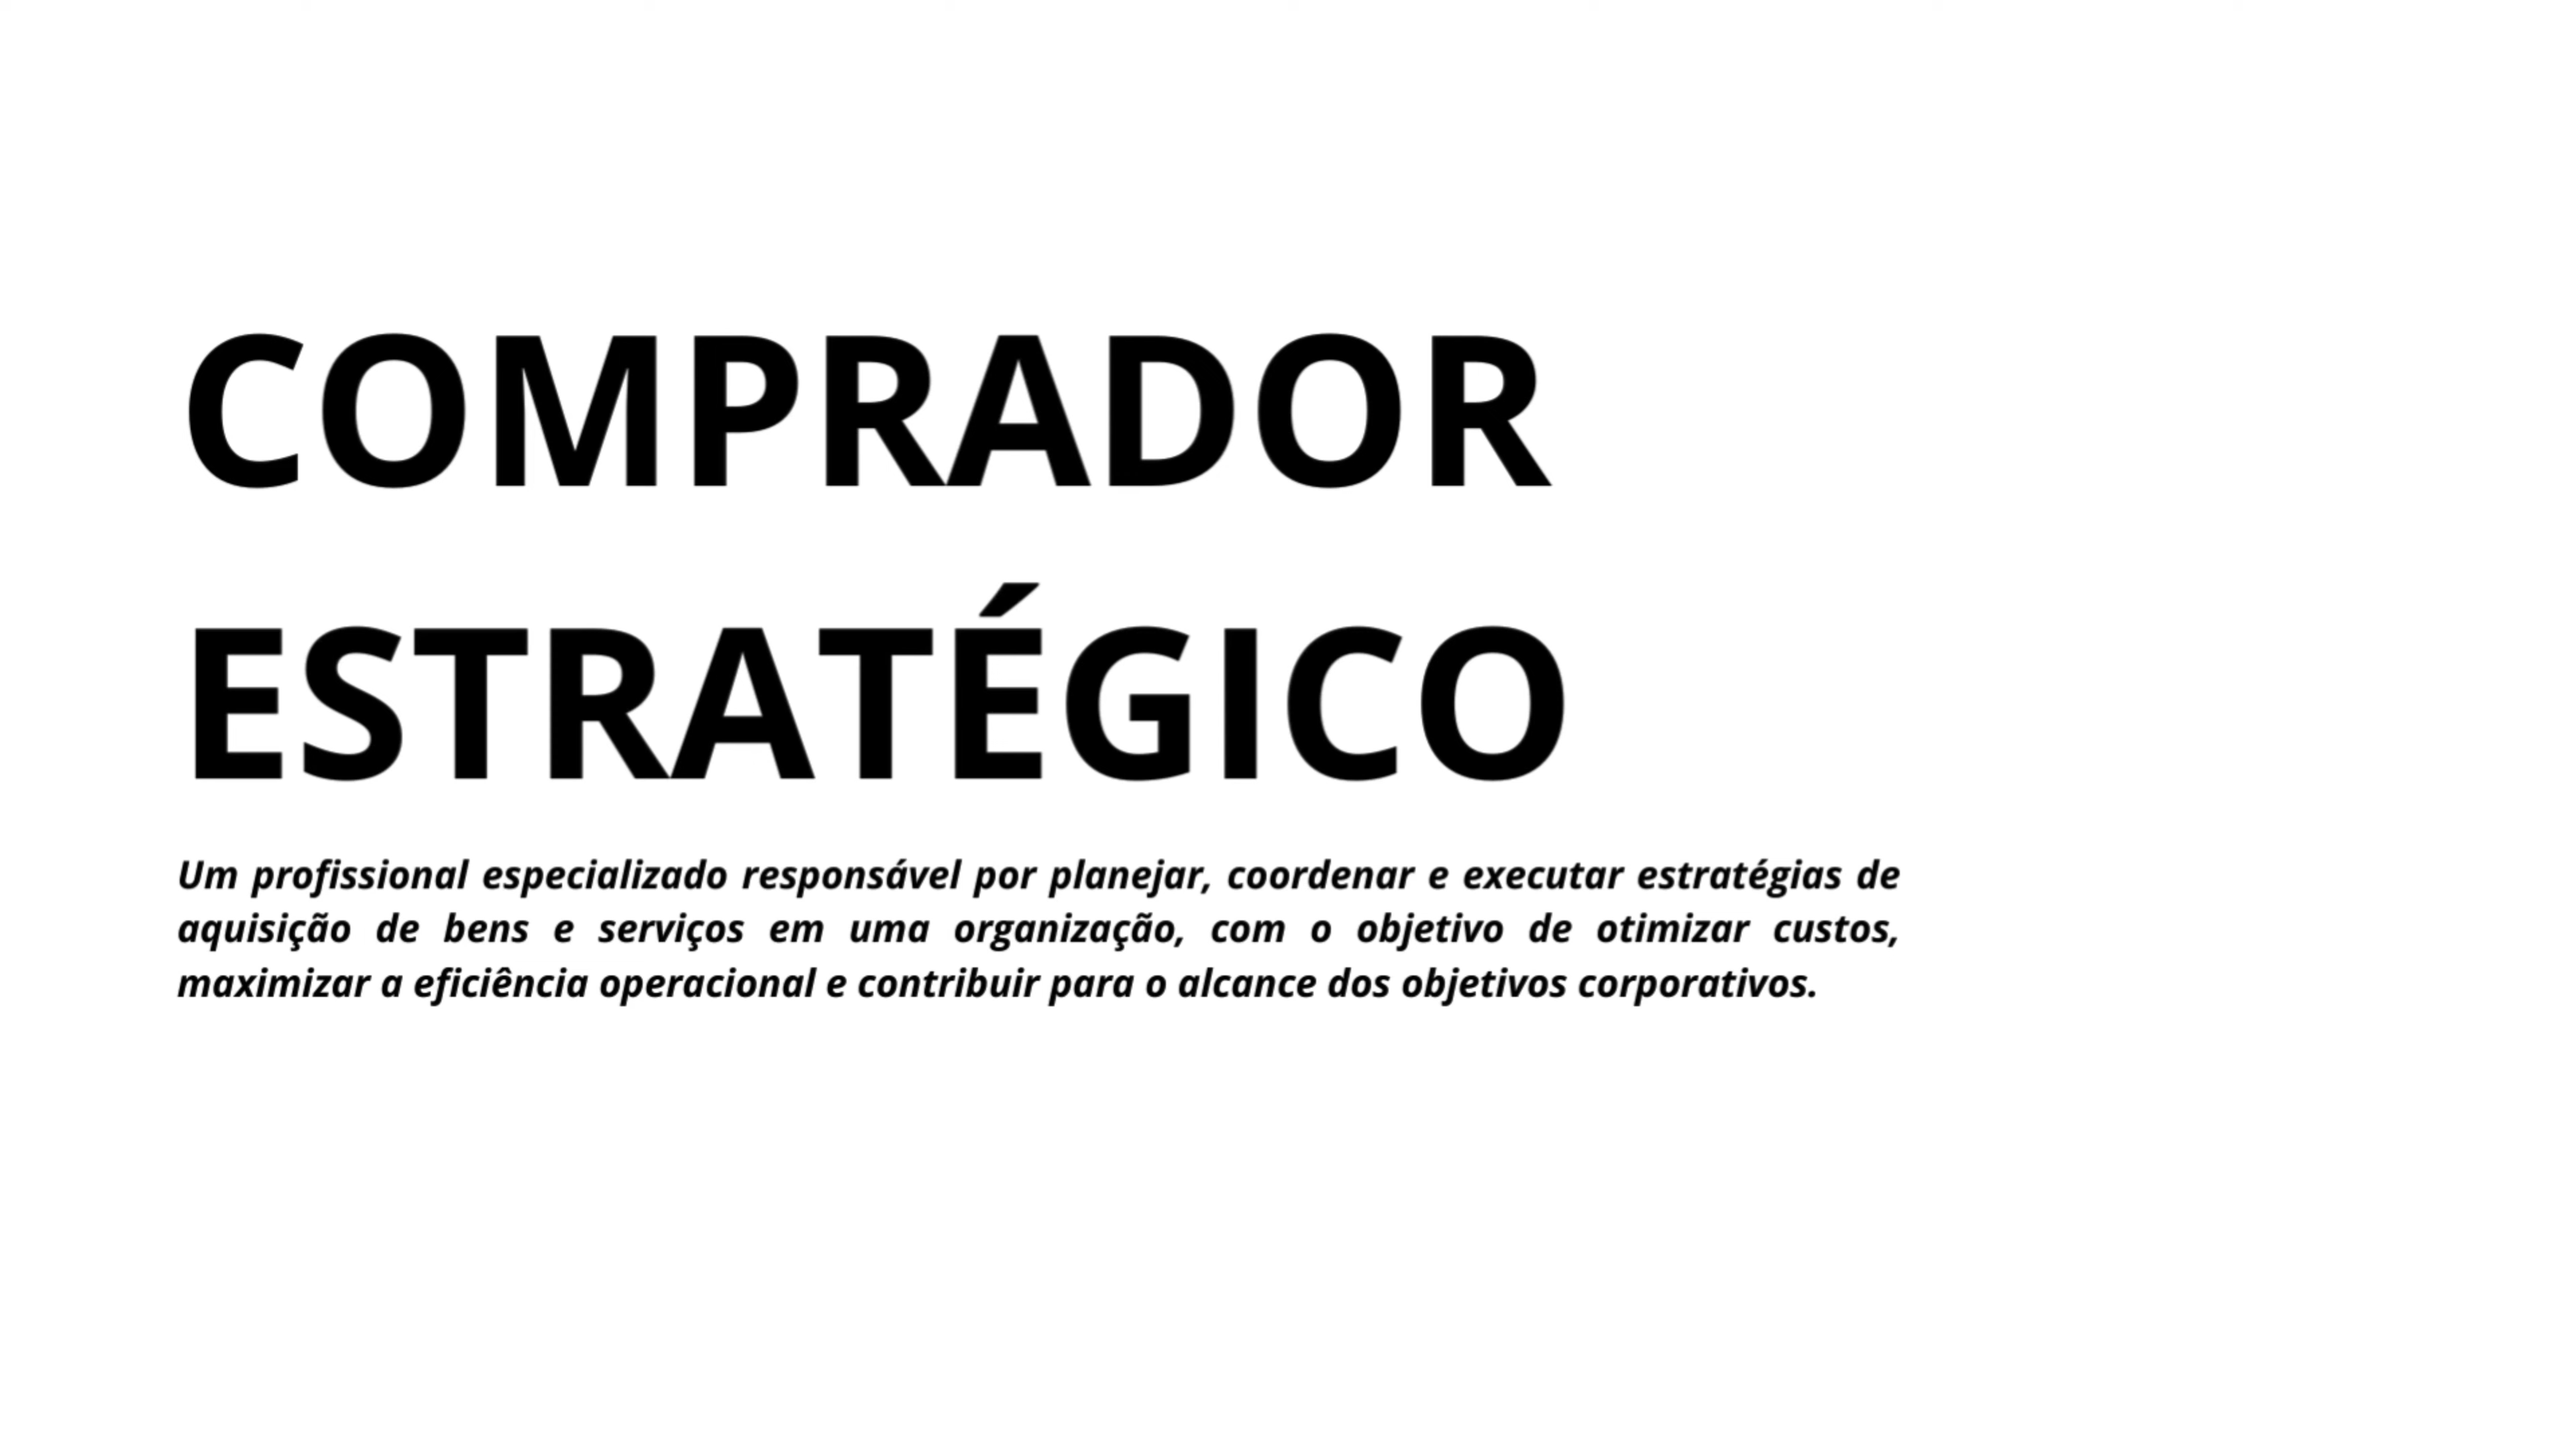 COMPRADOR
ESTRATÉGICO
Um profissional especializado responsável por planejar, coordenar e executar estratégias de
aquisição de bens e serviços em uma organização, com o objetivo de otimizar custos,
maximizar a eficiência operacional e contribuir para o alcance dos objetivos corporativos.